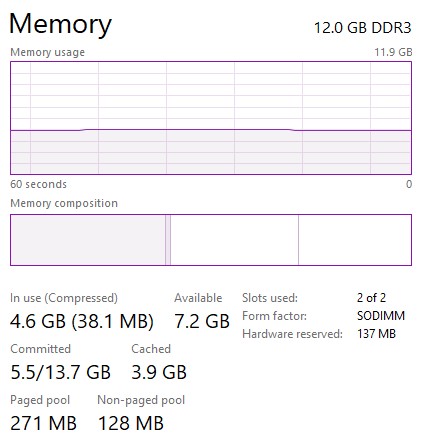 Memory 12.0 GB DDR3
Memory usage 11.9 GB
60 seconds 0
Memory composition
In use (Compressed) Available Slots used: 2 of 2
4.6 GB (38.1 MB) 7.2 GB Form factor: SODIMM
Hardware reserved: 137 MB
Committed Cached
5.5/13.7 GB 3.9 GB
Paged pool Non-paged pool
271 MB 128 MB